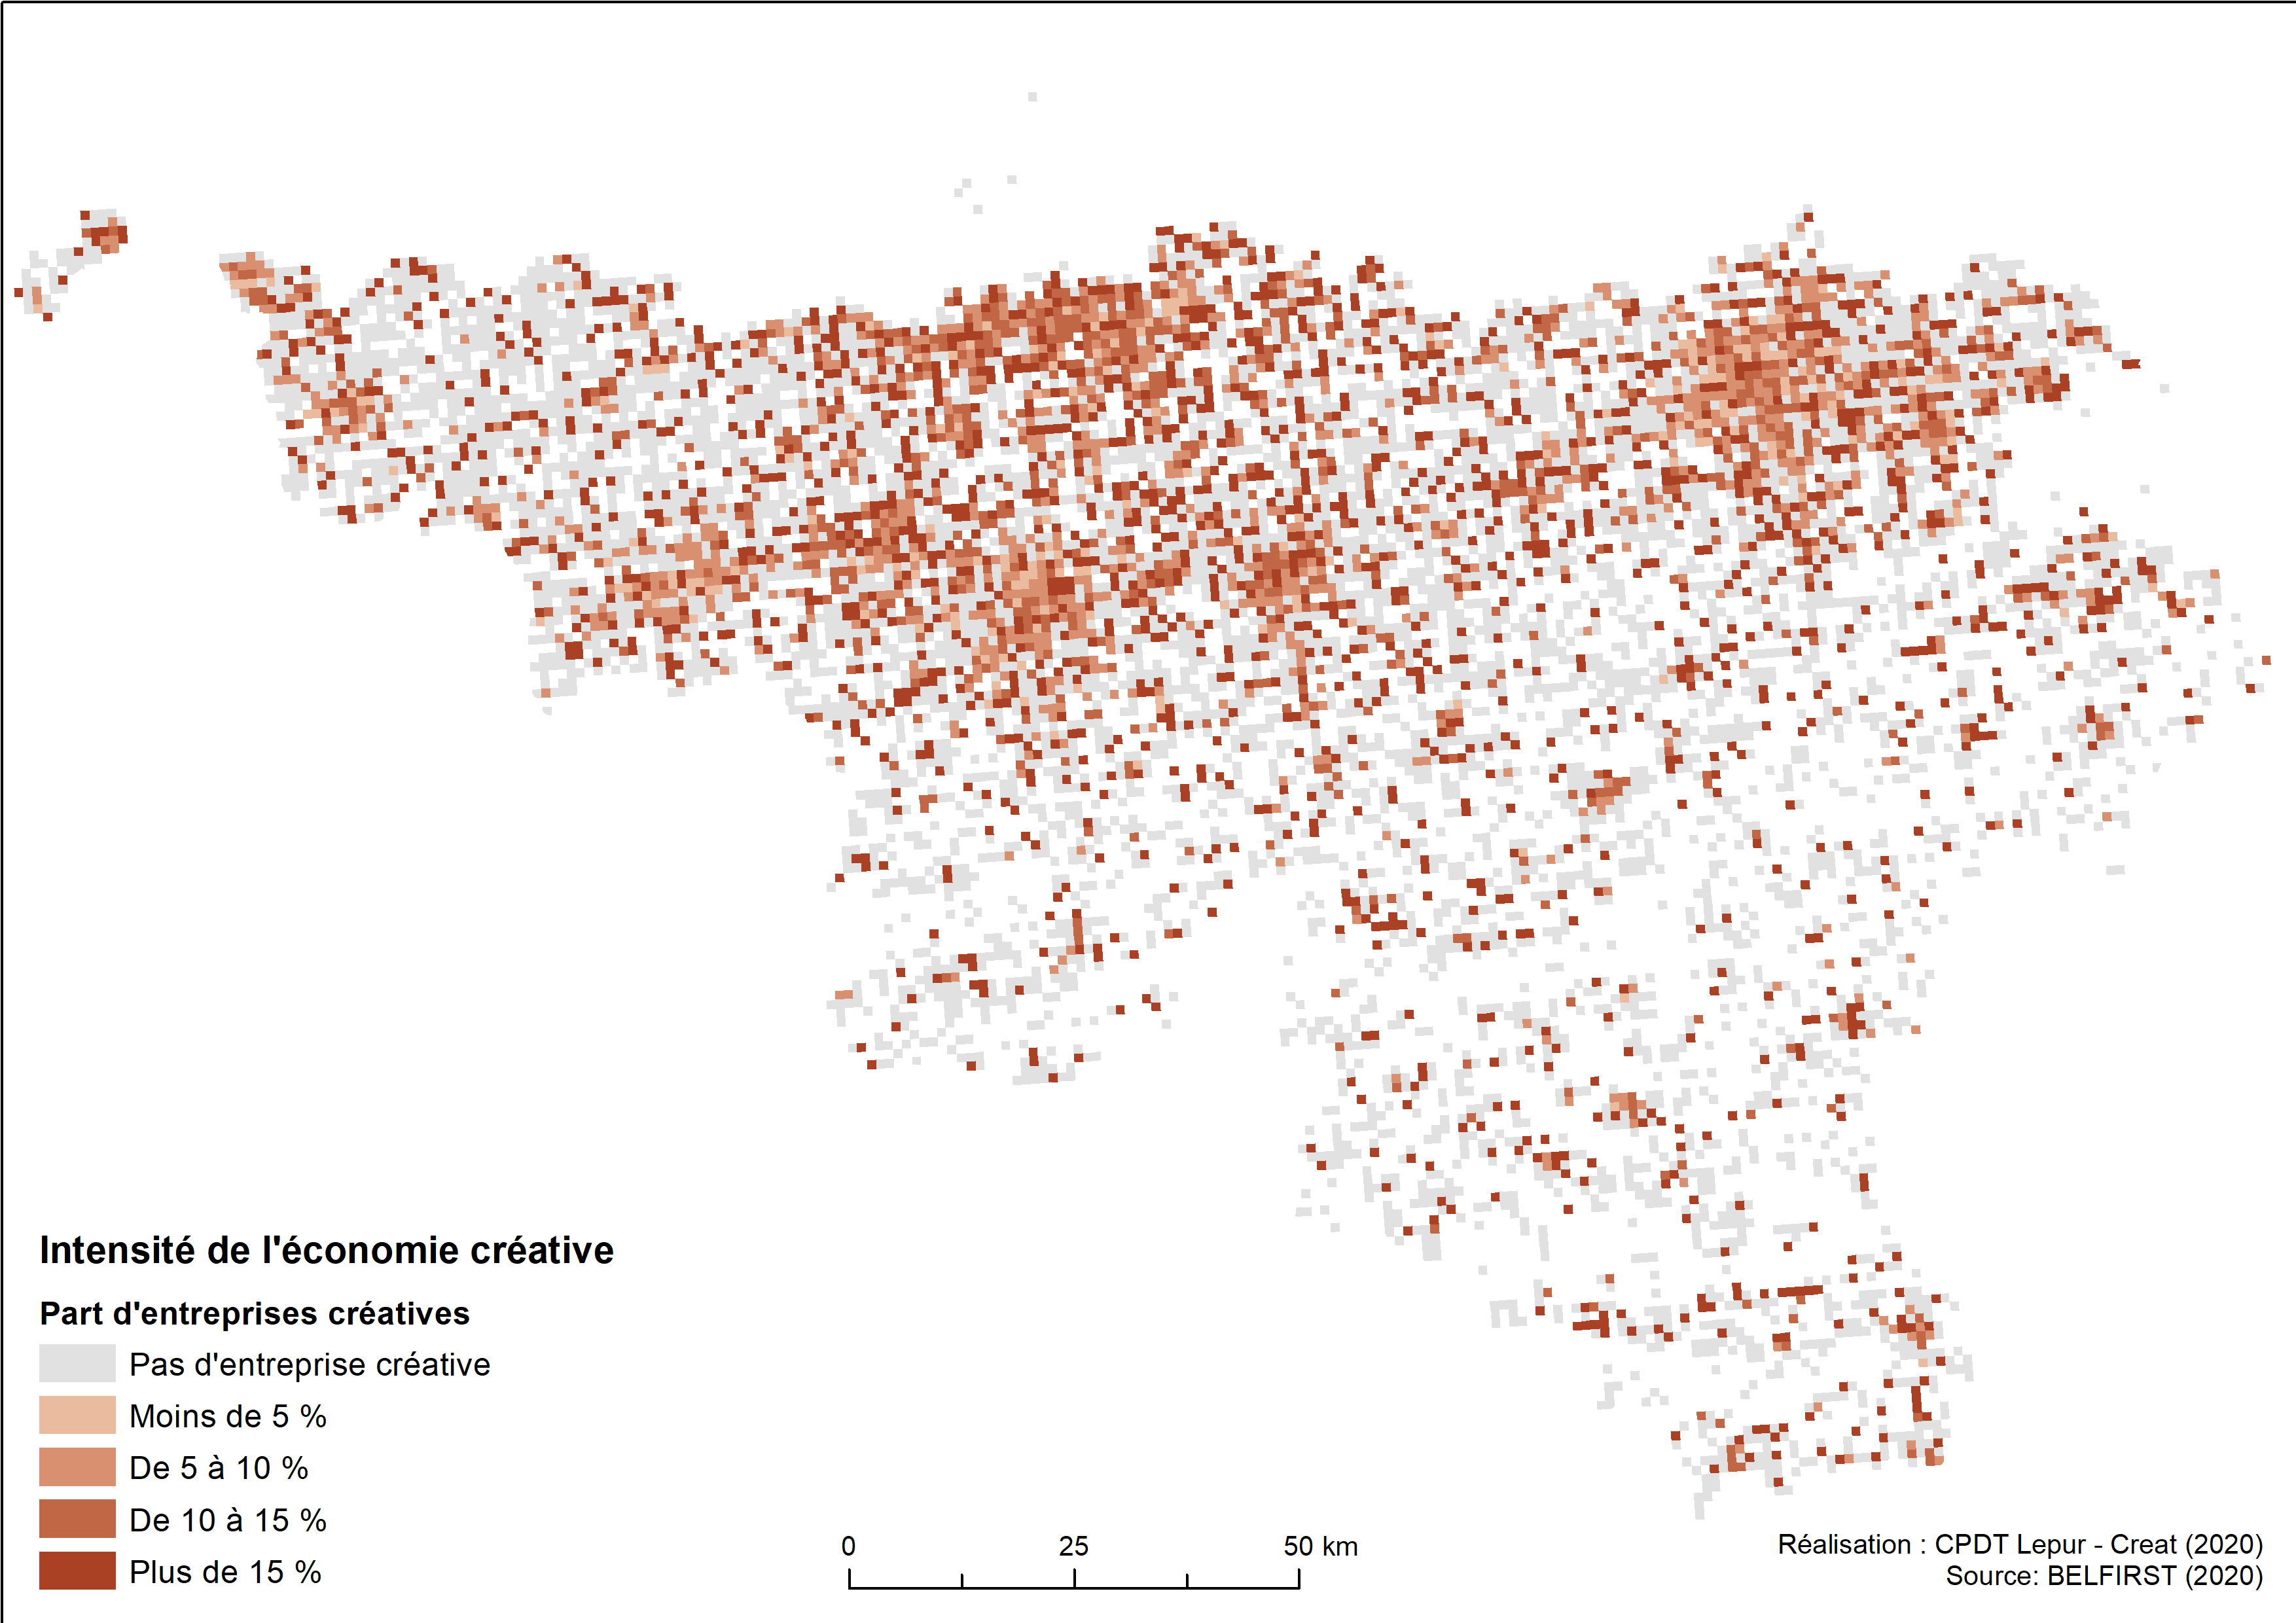 Intensité de l'économie créative
Part d'entreprises créatives
Pas d'entreprise créative
Moins de 5 %
De 5 à 10 %
De 10 à 15 %
Plus de 15 %
0 25 50 km
Réalisation : CPDT Lepur - Creat (2020)
Source: BELFIRST (2020)